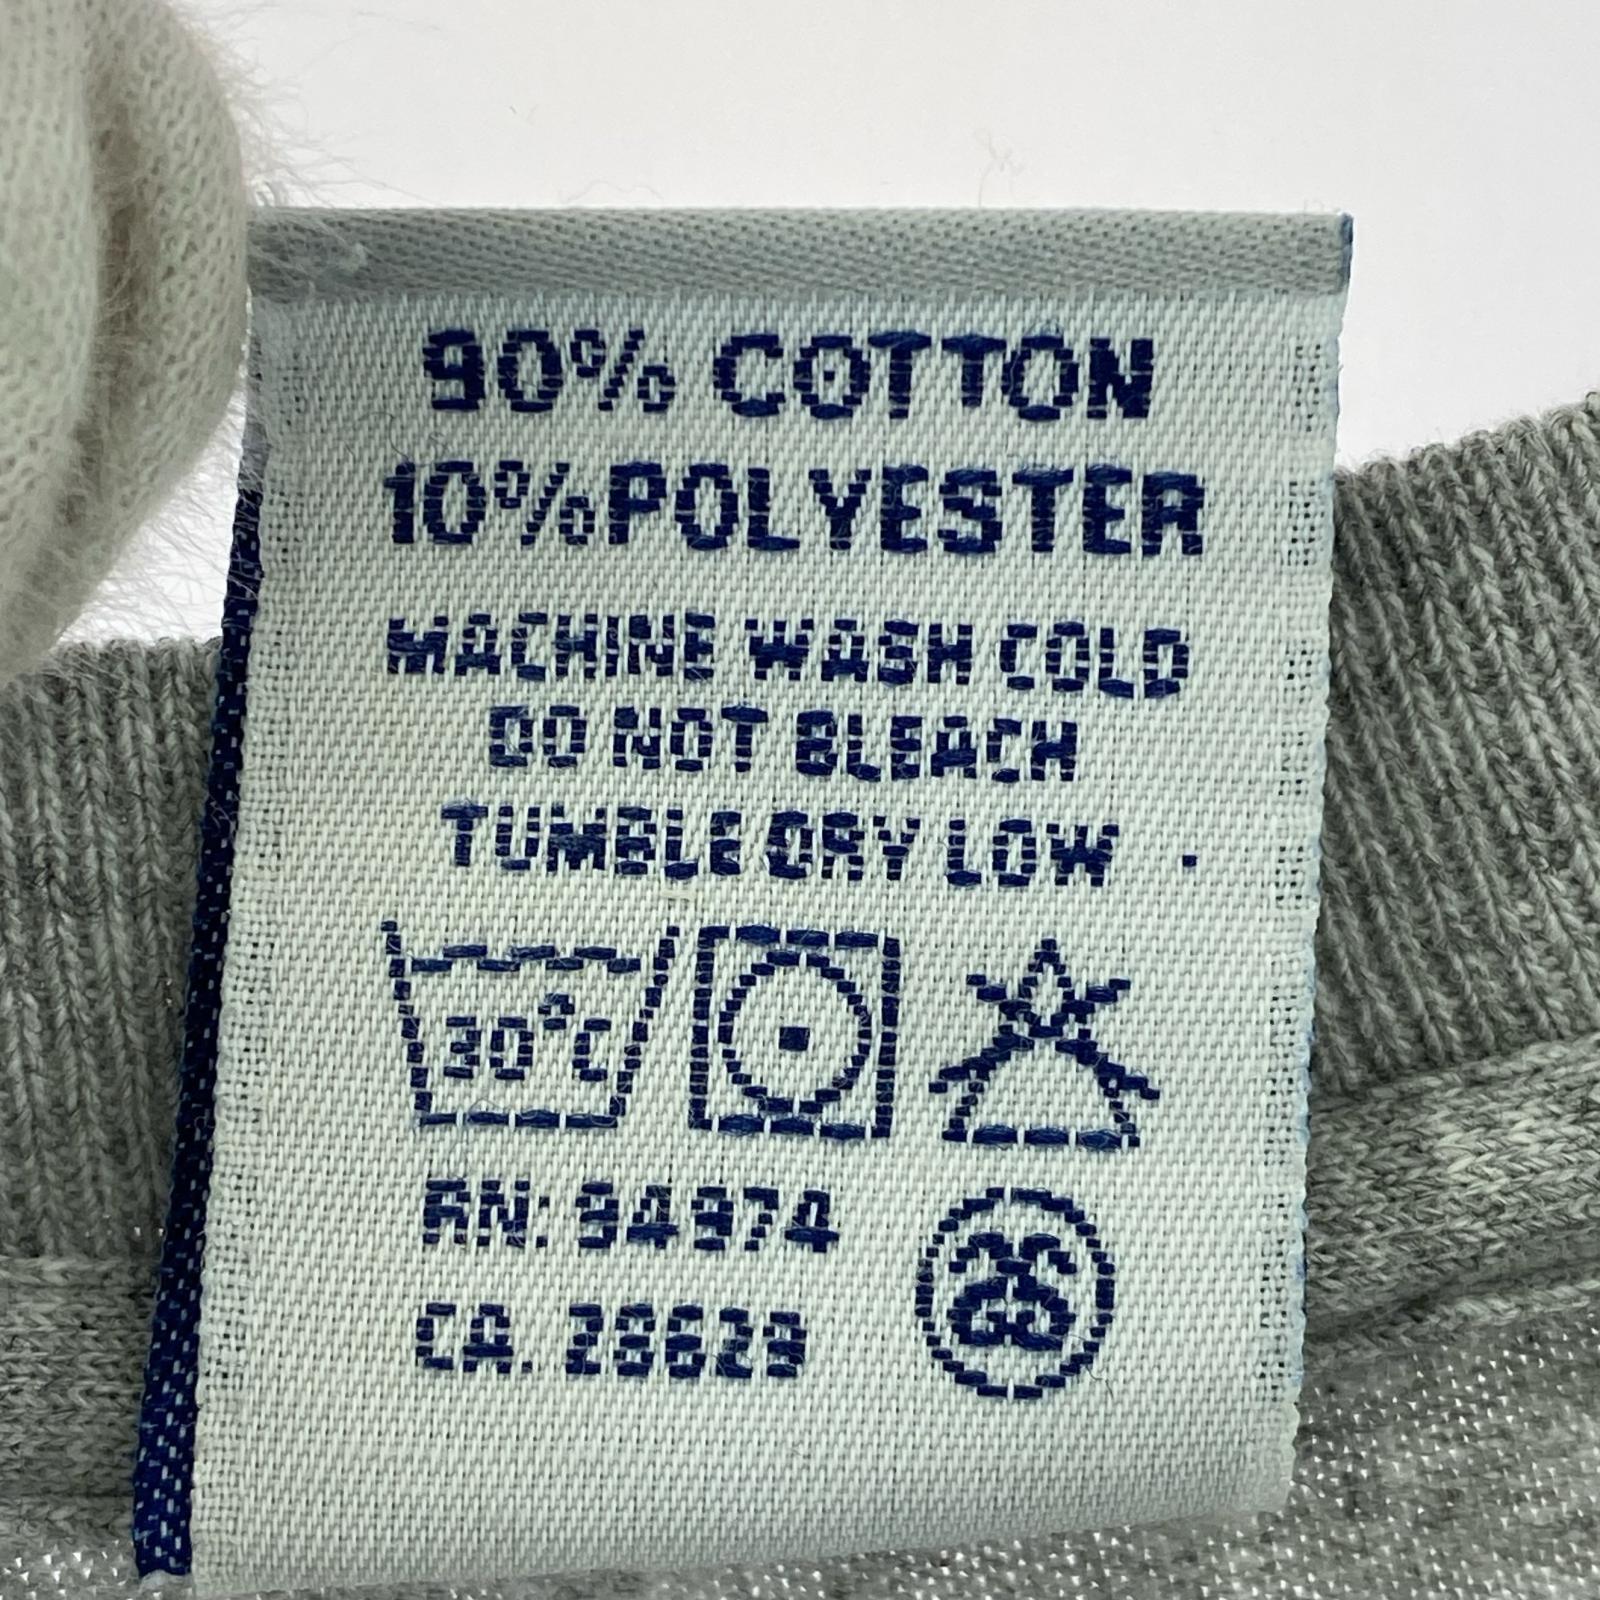 90% COTTON
10% POLYESTER
MACHINE WASH COLD
DO NOT BLEACH
TUMBLE DRY LOW
30°C
RN: 94974
CA. 28629